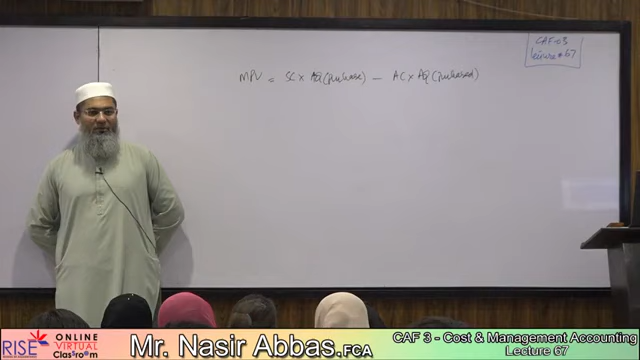 CAF-03
Lecture # 67
MPV = SC x AQ (purchase) - AC x AQ (purchased)
RISE
ONLINE
VIRTUAL
Classroom
Mr. Nasir Abbas.FCA
CAF 3 - Cost & Management Accounting
Lecture 67